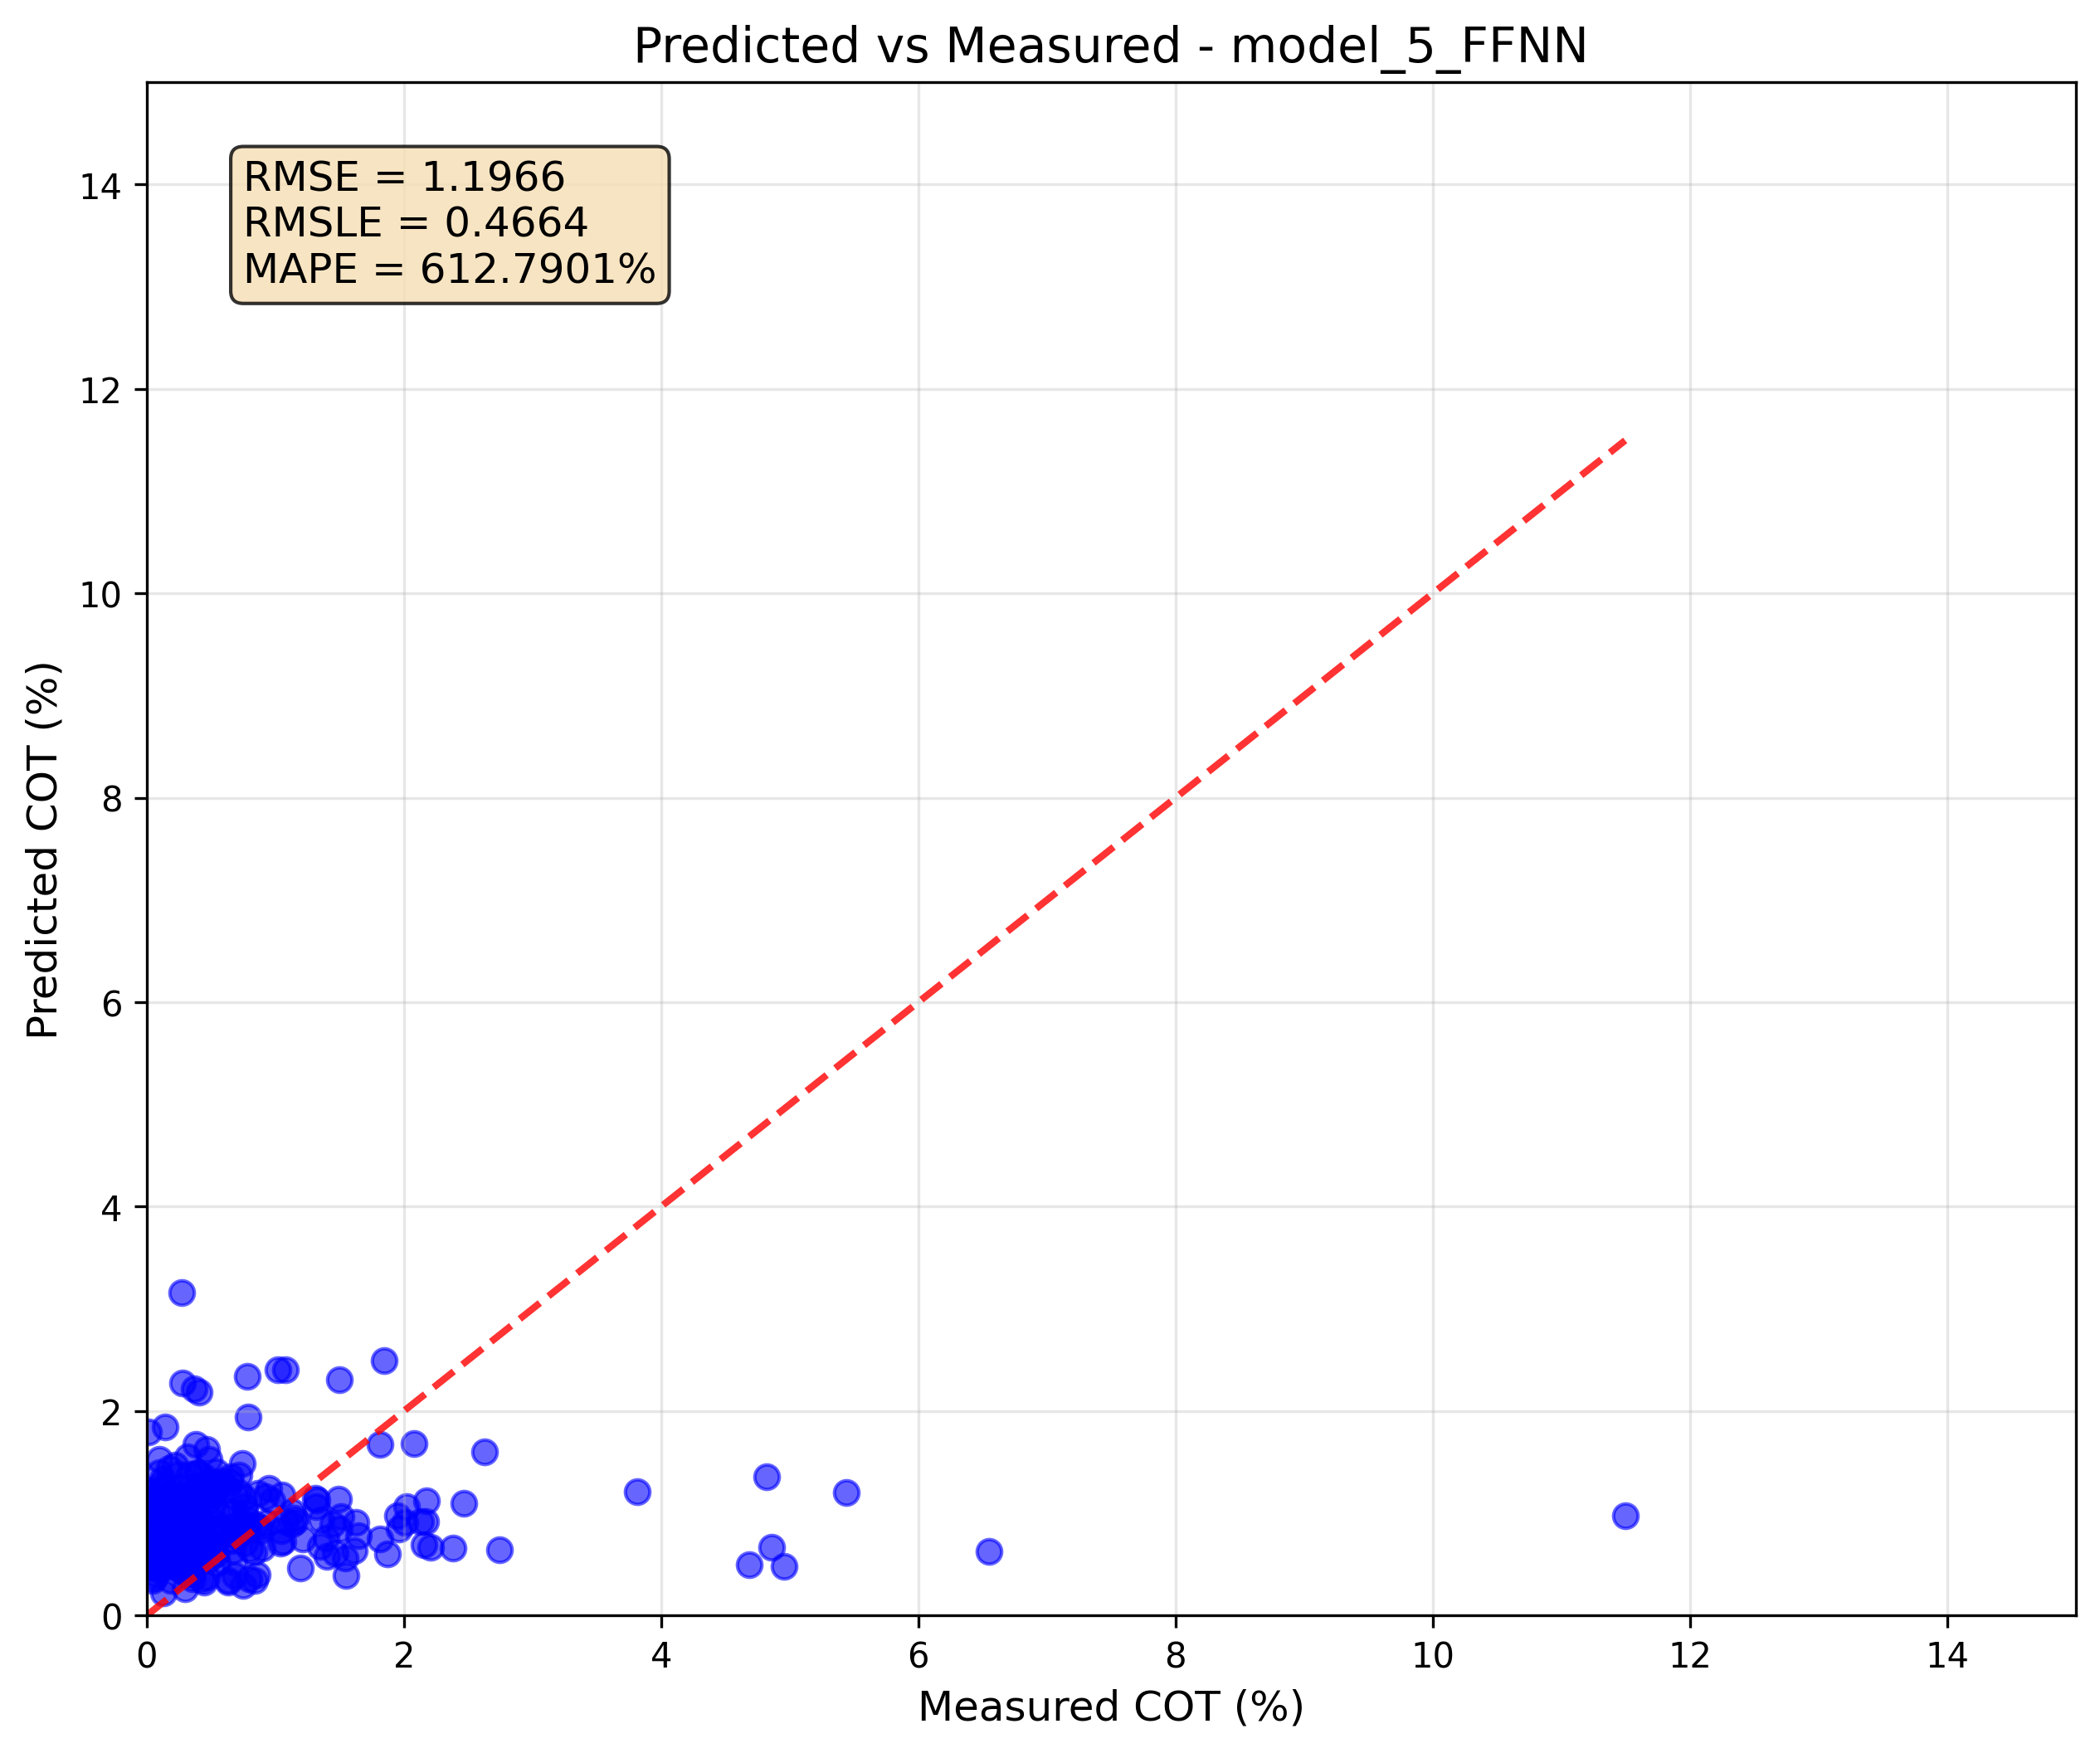 Predicted vs Measured - model_5_FFNN
RMSE = 1.1966
RMSLE = 0.4664
MAPE = 612.7901%
Predicted COT (%)
14
12
10
8
6
4
2
0
0 2 4 6 8 10 12 14
Measured COT (%)